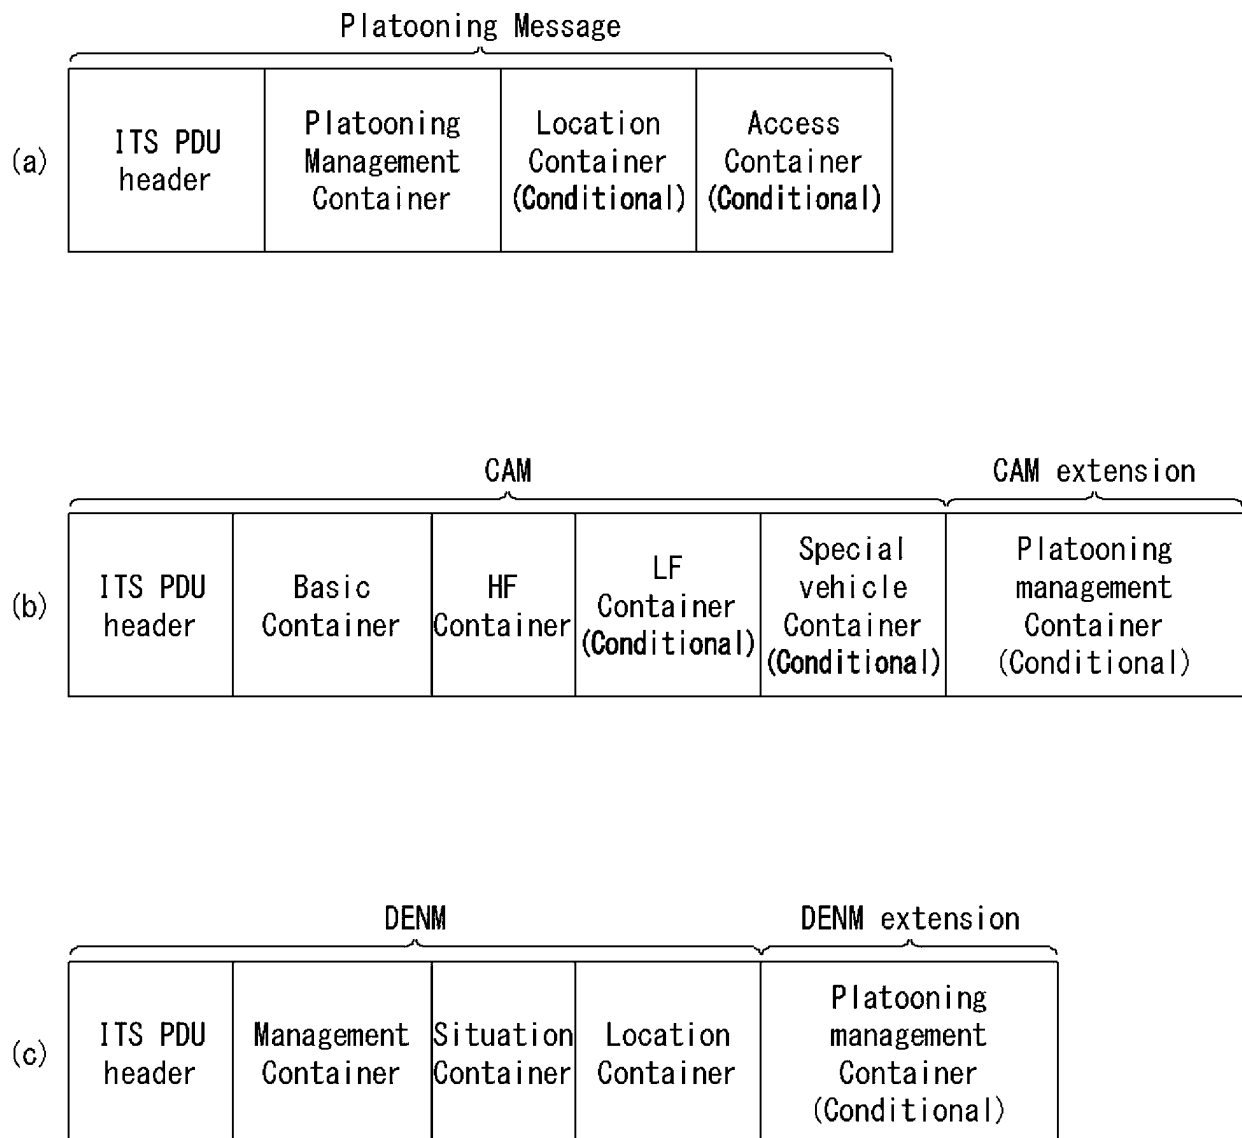 Platooning Message
(a)
ITS PDU
header
Platooning
Management
Container
Location
Container
(Conditional)
Access
Container
(Conditional)
CAM
CAM extension
(b)
ITS PDU
header
Basic
Container
HF
Container
LF
Container
(Conditional)
Special
vehicle
Container
(Conditional)
Platooning
management
Container
(Conditional)
DENM
DENM extension
(c)
ITS PDU
header
Management
Container
Situation
Container
Location
Container
Platooning
management
Container
(Conditional)